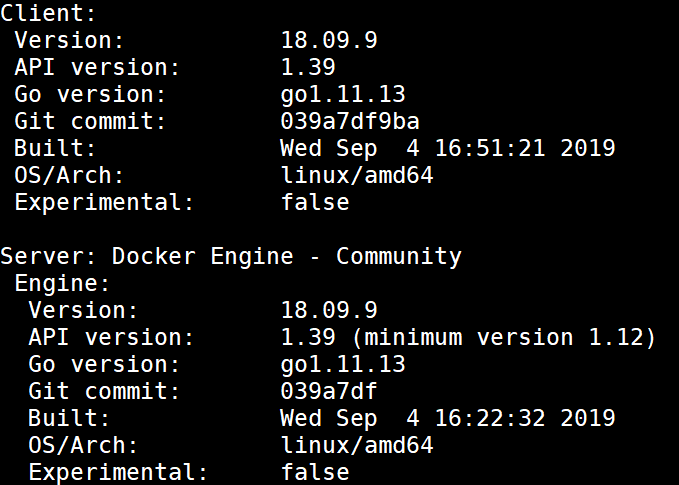 Client:
 Version:           18.09.9
 API version:       1.39
 Go version:        go1.11.13
 Git commit:        039a7df9ba
 Built:             Wed Sep  4 16:51:21 2019
 OS/Arch:           linux/amd64
 Experimental:      false

Server: Docker Engine - Community
 Engine:
  Version:          18.09.9
  API version:      1.39 (minimum version 1.12)
  Go version:       go1.11.13
  Git commit:       039a7df
  Built:            Wed Sep  4 16:22:32 2019
  OS/Arch:          linux/amd64
  Experimental:     false